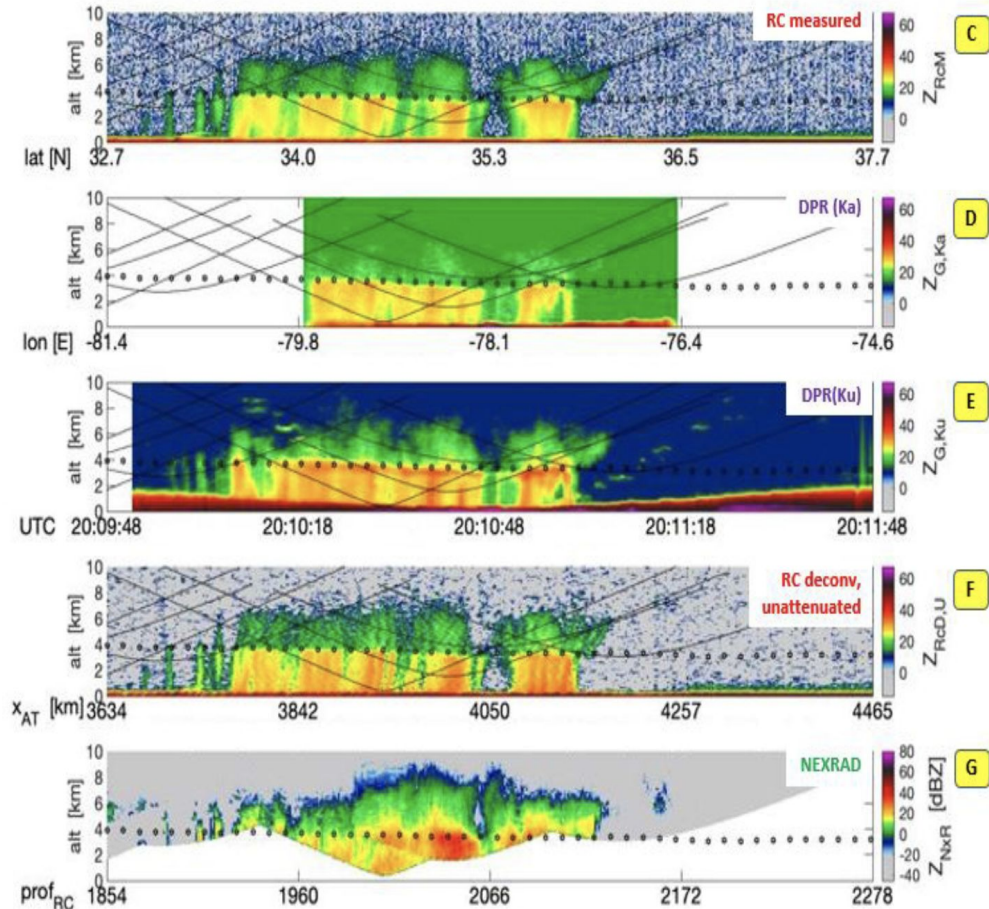 10 RC measured 60 C
8
6 40
4 20
2 0
0
alt [km] Z_RcM
lat [N] 32.7 34.0 35.3 36.5 37.7
10 DPR (Ka) 60 D
8
6 40
4 20
2 0
0
alt [km] Z_G,Ka
lon [E] -81.4 -79.8 -78.1 -76.4 -74.6
10 DPR(Ku) 60 E
8
6 40
4 20
2 0
0
alt [km] Z_G,Ku
UTC 20:09:48 20:10:18 20:10:48 20:11:18 20:11:48
10 RC deconv, 60 F
8 unattenuated
6 40
4 20
2 0
0
alt [km] Z_RcD,U
x_AT [km] 3634 3842 4050 4257 4465
10 NEXRAD 80 G
8 60
6 40
4 20
2 0
0 -20
-40
alt [km] Z_NxR [dBZ]
prof_RC 1854 1960 2066 2172 2278